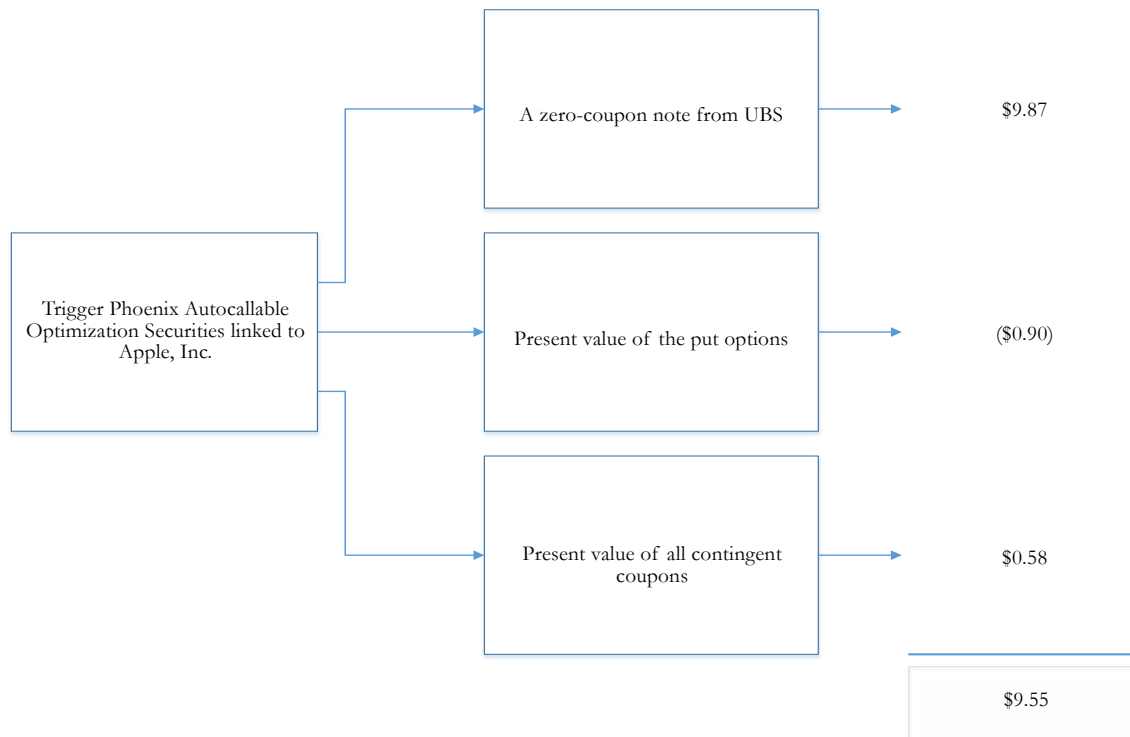 A zero-coupon note from UBS
$9.87
Trigger Phoenix Autocallable
Optimization Securities linked to
Apple, Inc.
Present value of the put options
($0.90)
Present value of all contingent
coupons
$0.58
$9.55